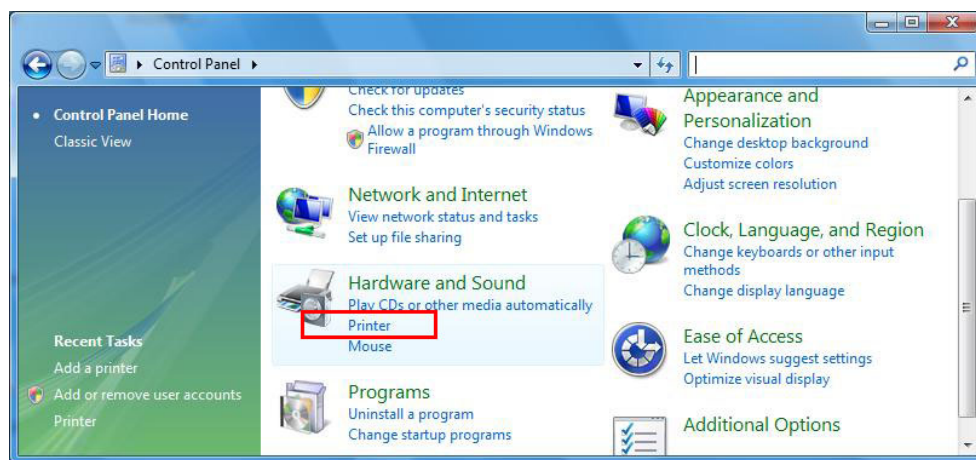 Control Panel
Control Panel Home
Classic View
Recent Tasks
Add a printer
Add or remove user accounts
Printer
Check for updates
Check this computer's security status
Allow a program through Windows
Firewall
Network and Internet
View network status and tasks
Set up file sharing
Hardware and Sound
Play CDs or other media automatically
Printer
Mouse
Programs
Uninstall a program
Change startup programs
Appearance and
Personalization
Change desktop background
Customize colors
Adjust screen resolution
Clock, Language, and Region
Change keyboards or other input
methods
Change display language
Ease of Access
Let Windows suggest settings
Optimize visual display
Additional Options